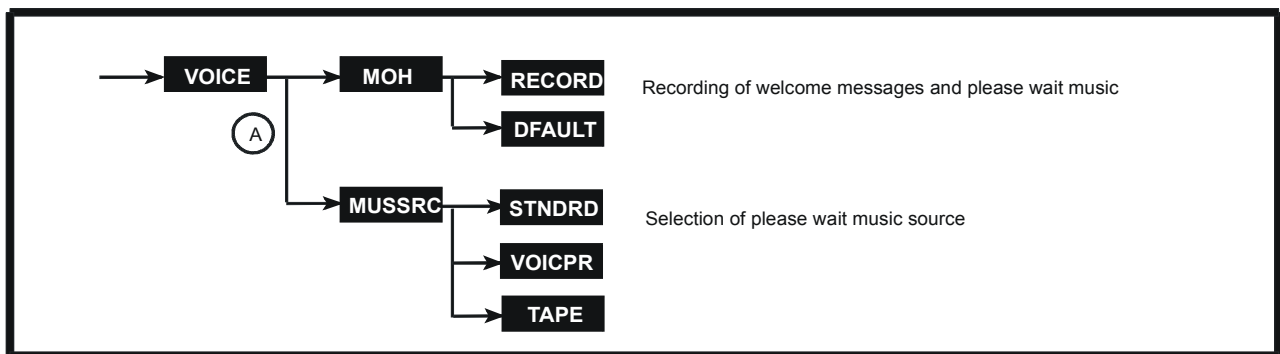 VOICE MOH RECORD Recording of welcome messages and please wait music
A DFAULT
MUSSRC STNDRD Selection of please wait music source
VOICPR
TAPE